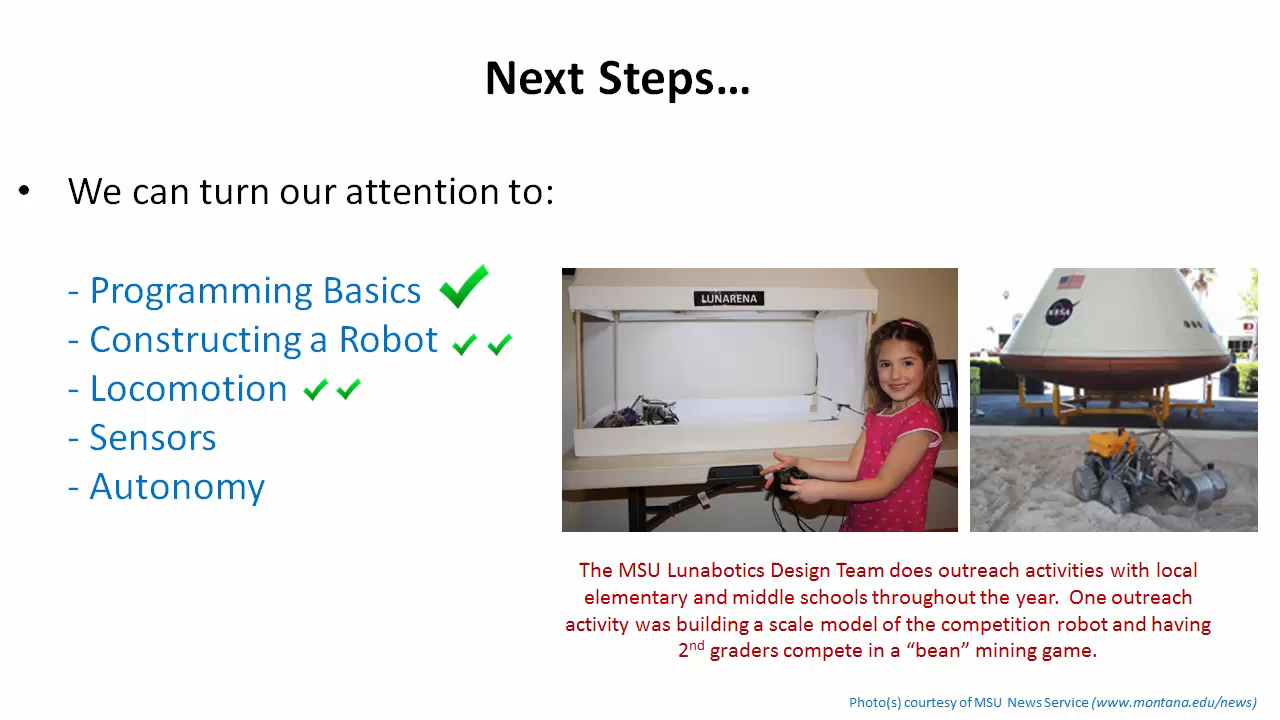 Next Steps…
• We can turn our attention to:
- Programming Basics
- Constructing a Robot
- Locomotion
- Sensors
- Autonomy
LUNARENA
NASA
The MSU Lunabotics Design Team does outreach activities with local
elementary and middle schools throughout the year. One outreach
activity was building a scale model of the competition robot and having
2nd graders compete in a “bean” mining game.
Photo(s) courtesy of MSU News Service (www.montana.edu/news)